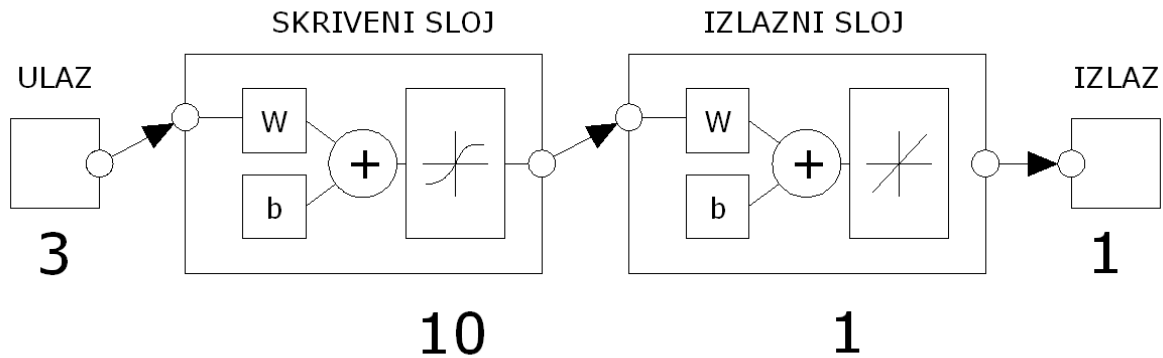 SKRIVENI SLOJ
IZLAZNI SLOJ
ULAZ
IZLAZ
W
+
b
W
+
b
3
1
10
1